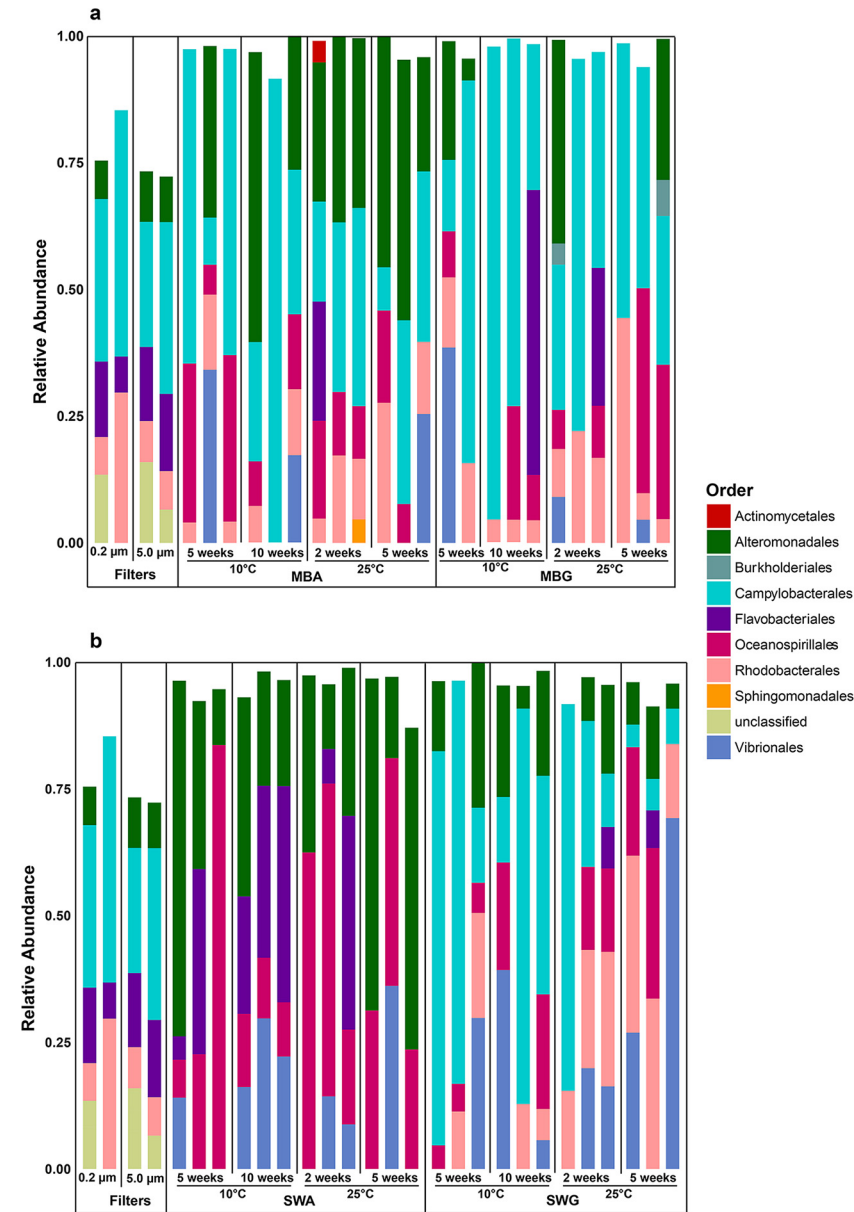 a
1.00
0.75
0.50
0.25
0.00
Relative Abundance
0.2 µm 5.0 µm 5 weeks 10 weeks 2 weeks 5 weeks 5 weeks 10 weeks 2 weeks 5 weeks
10°C 25°C 10°C 25°C
Filters MBA MBG
Order
Actinomycetales
Alteromonadales
Burkholderiales
Campylobacterales
Flavobacteriales
Oceanospirillales
Rhodobacterales
Sphingomonadales
unclassified
Vibrionales
b
1.00
0.75
0.50
0.25
0.00
Relative Abundance
0.2 µm 5.0 µm 5 weeks 10 weeks 2 weeks 5 weeks 5 weeks 10 weeks 2 weeks 5 weeks
10°C 25°C 10°C 25°C
Filters SWA SWG